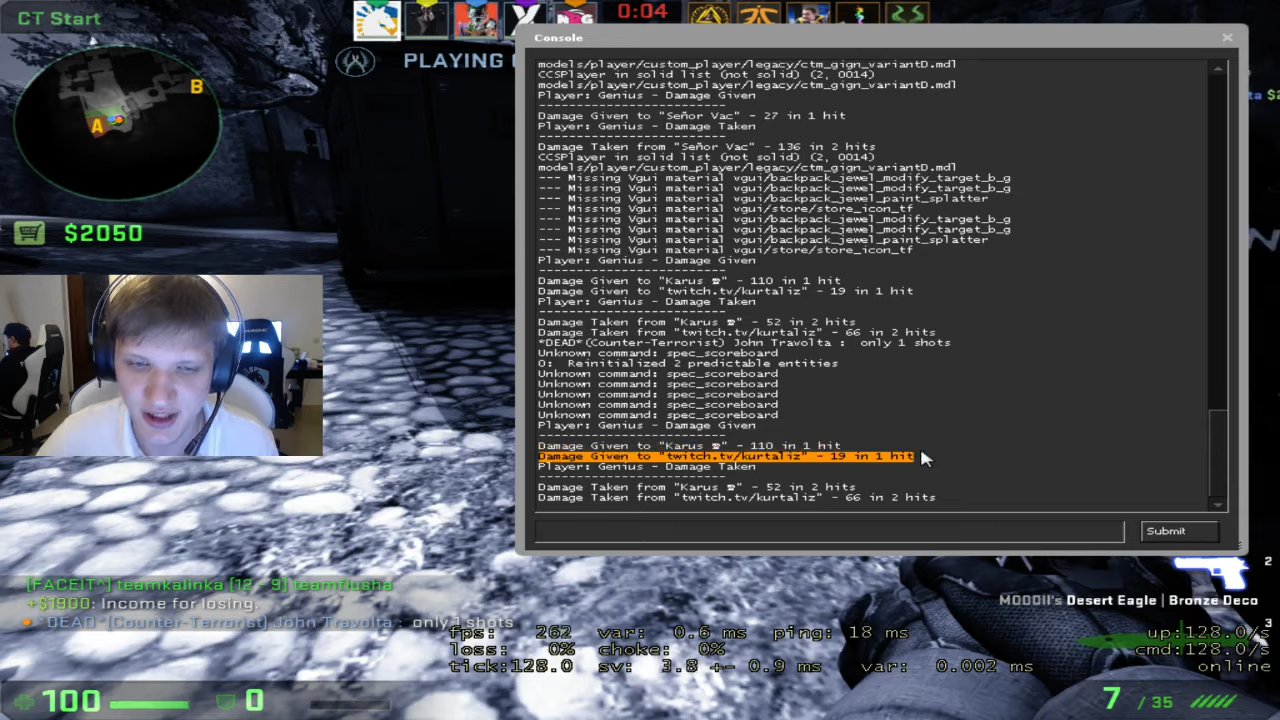 CT Start
0:04
Console
PLAYING
B
A
$2050
models/player/custom_player/legacy/ctm_gign_variantD.mdl
CCSPlayer in solid list (not solid) (2, 0014)
models/player/custom_player/legacy/ctm_gign_variantD.mdl
Player: Genius - Damage Given
-------------------------
Damage Given to "Señor Vac" - 27 in 1 hit
Player: Genius - Damage Taken
-------------------------
Damage Taken from "Señor Vac" - 136 in 2 hits
CCSPlayer in solid list (not solid) (2, 0014)
models/player/custom_player/legacy/ctm_gign_variantD.mdl
--- Missing Vgui material vgui/backpack_jewel_modify_target_b_g
--- Missing Vgui material vgui/backpack_jewel_modify_target_b_g
--- Missing Vgui material vgui/backpack_jewel_paint_splatter
--- Missing Vgui material vgui/store/store_icon_tf
--- Missing Vgui material vgui/backpack_jewel_modify_target_b_g
--- Missing Vgui material vgui/backpack_jewel_modify_target_b_g
--- Missing Vgui material vgui/backpack_jewel_paint_splatter
--- Missing Vgui material vgui/store/store_icon_tf
Player: Genius - Damage Given
-------------------------
Damage Given to "Karus ☎" - 110 in 1 hit
Damage Given to "twitch.tv/kurtaliz" - 19 in 1 hit
Player: Genius - Damage Taken
-------------------------
Damage Taken from "Karus ☎" - 52 in 2 hits
Damage Taken from "twitch.tv/kurtaliz" - 66 in 2 hits
*DEAD*(Counter-Terrorist) John Travolta :  only 1 shots
Unknown command: spec_scoreboard
0:  Reinitialized 2 predictable entities
Unknown command: spec_scoreboard
Unknown command: spec_scoreboard
Unknown command: spec_scoreboard
Unknown command: spec_scoreboard
Unknown command: spec_scoreboard
Player: Genius - Damage Given
-------------------------
Damage Given to "Karus ☎" - 110 in 1 hit
Damage Given to "twitch.tv/kurtaliz" - 19 in 1 hit
Player: Genius - Damage Taken
-------------------------
Damage Taken from "Karus ☎" - 52 in 2 hits
Damage Taken from "twitch.tv/kurtaliz" - 66 in 2 hits
Submit
2
MODDII's Desert Eagle | Bronze Deco
3
[FACEIT^] teamkalinka [12 - 9] teamflusha
+$1900: Income for losing.
*DEAD* [Counter-Terrorist] John Travolta : only 1 shots
fps: 262 var: 0.6 ms ping: 18 ms
loss: 0% choke: 0%
tick:128.0 sv: 3.8 +- 0.9 ms var: 0.002 ms
up:128.0/s
cmd:128.0/s
online
100
0
7 / 35